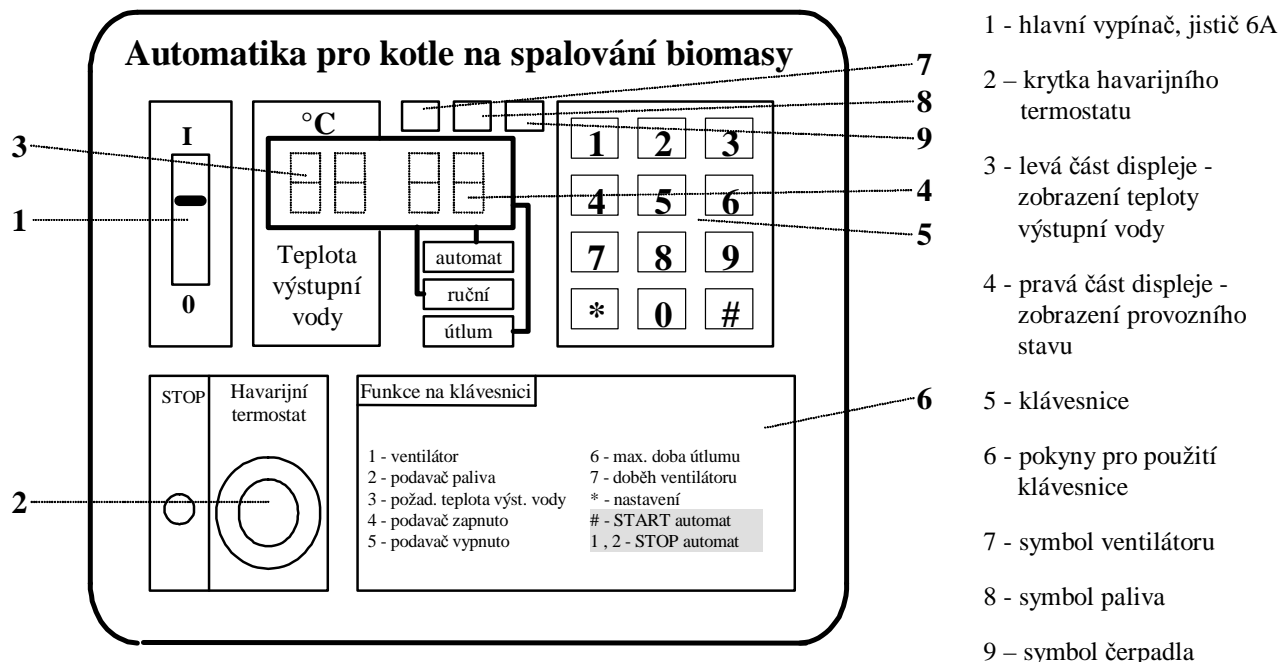 Automatika pro kotle na spalování biomasy
I
0
°C
Teplota
výstupní
vody
automat
ruční
útlum
1 2 3
4 5 6
7 8 9
* 0 #
STOP
Havarijní
termostat
Funkce na klávesnici
1 - ventilátor
2 - podavač paliva
3 - požad. teplota výst. vody
4 - podavač zapnuto
5 - podavač vypnuto
6 - max. doba útlumu
7 - doběh ventilátoru
* - nastavení
# - START automat
1 , 2 - STOP automat
3
1
2
7
8
9
4
5
6
1 - hlavní vypínač, jistič 6A
2 – krytka havarijního
termostatu
3 - levá část displeje -
zobrazení teploty
výstupní vody
4 - pravá část displeje -
zobrazení provozního
stavu
5 - klávesnice
6 - pokyny pro použití
klávesnice
7 - symbol ventilátoru
8 - symbol paliva
9 – symbol čerpadla